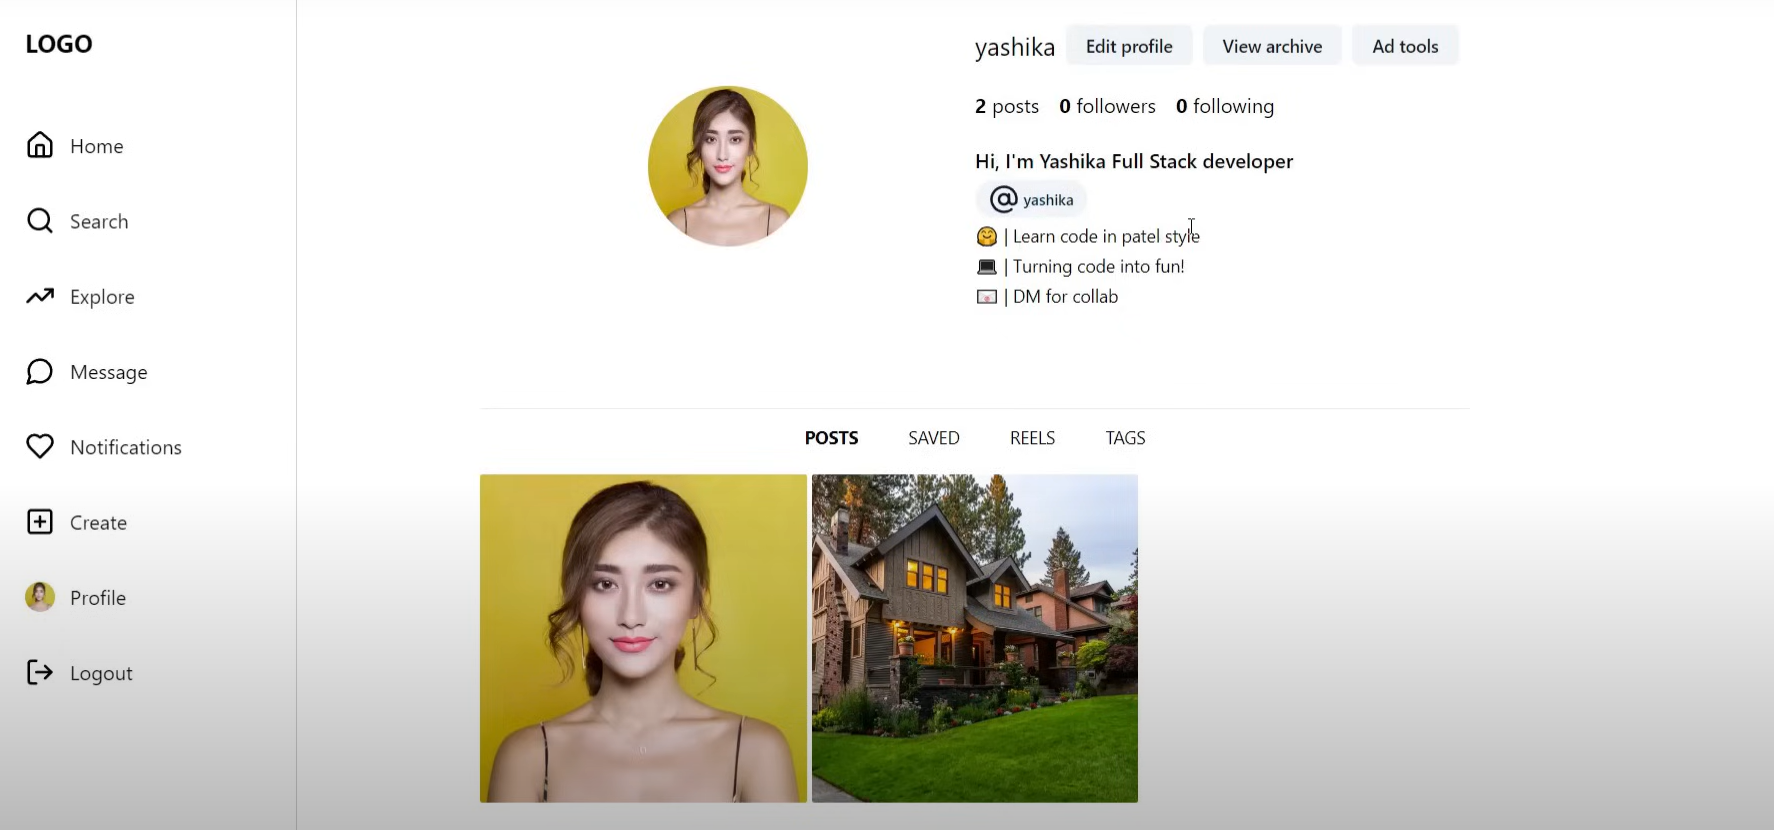 LOGO
Home
Search
Explore
Message
Notifications
Create
Profile
Logout
yashika Edit profile View archive Ad tools
2 posts 0 followers 0 following
Hi, I'm Yashika Full Stack developer
@ yashika
🤗 | Learn code in patel style
💻 | Turning code into fun!
💌 | DM for collab
POSTS SAVED REELS TAGS